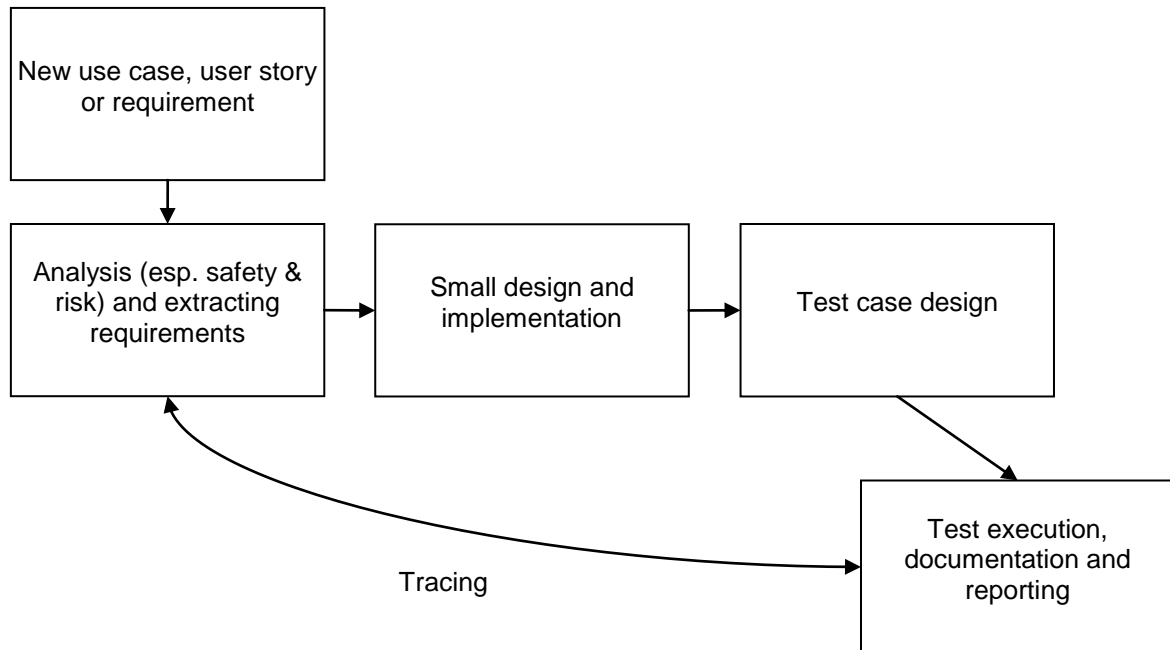 New use case, user story
or requirement
Analysis (esp. safety &
risk) and extracting
requirements
Small design and
implementation
Test case design
Test execution,
documentation and
reporting
Tracing